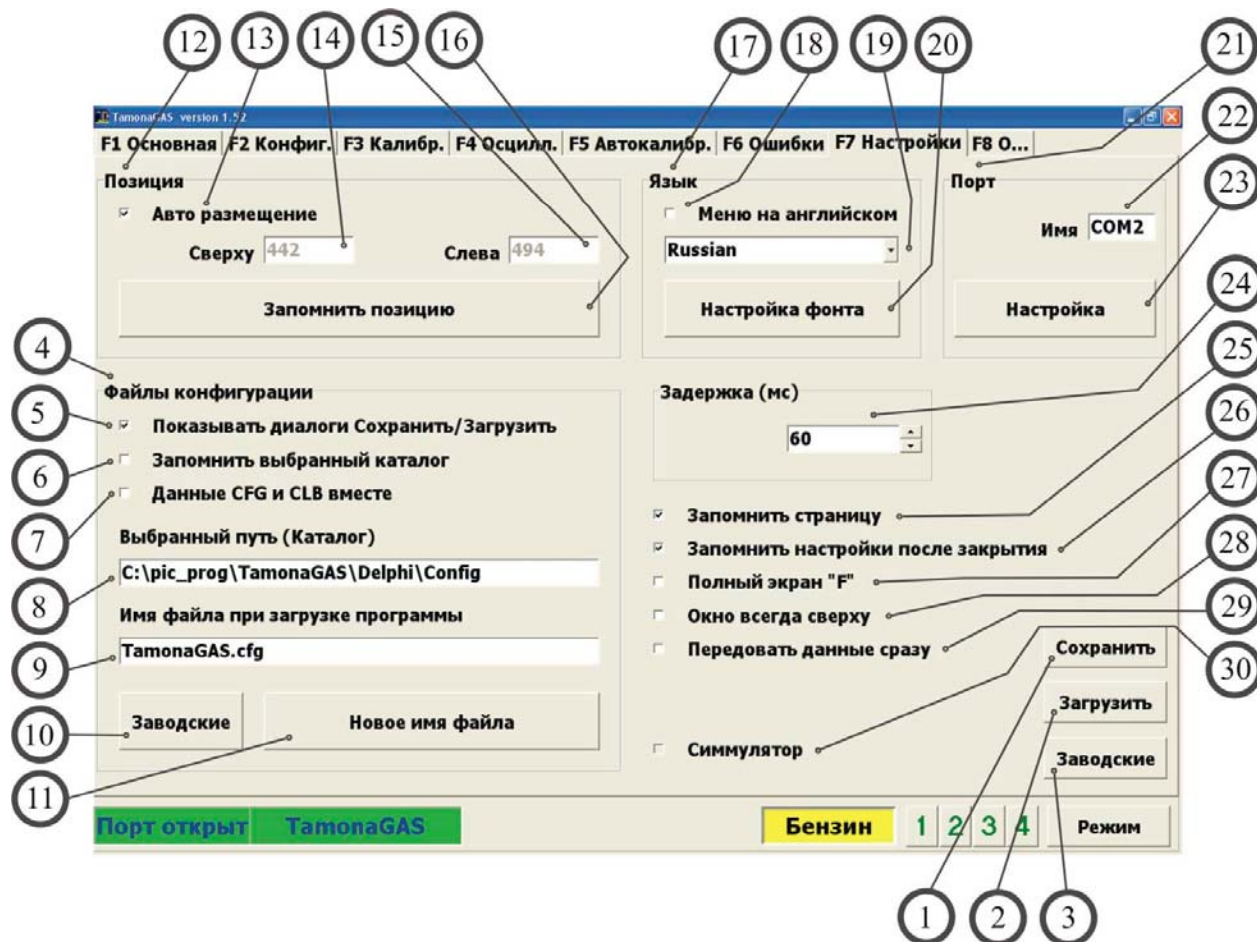 12 13 14 15 16 17 18 19 20 21
22
TamonaGAS version 1.52
F1 Основная F2 Конфиг. F3 Калибр. F4 Осцилл. F5 Автокалибр. F6 Ошибки F7 Настройки F8 О...
Позиция Язык Порт
23
Авто размещение Меню на английском
Имя COM2
Сверху 442 Слева 494 Russian
24
Запомнить позицию Настройка фонта Настройка
4
25
Файлы конфигурации Задержка (мс)
5
Показывать диалоги Сохранить/Загрузить 60
26
6
Запомнить выбранный каталог
27
7
Данные CFG и CLB вместе
Запомнить страницу
Выбранный путь (Каталог)
Запомнить настройки после закрытия
28
8
C:\pic_prog\TamonaGAS\Delphi\Config
Полный экран "F"
29
Имя файла при загрузке программы
Окно всегда сверху
9
TamonaGAS.cfg
Передовать данные сразу
Сохранить
30
10
Заводские Новое имя файла
Загрузить
Симмулятор
Заводские
11
Порт открыт TamonaGAS Бензин 1 2 3 4 Режим
1 2 3